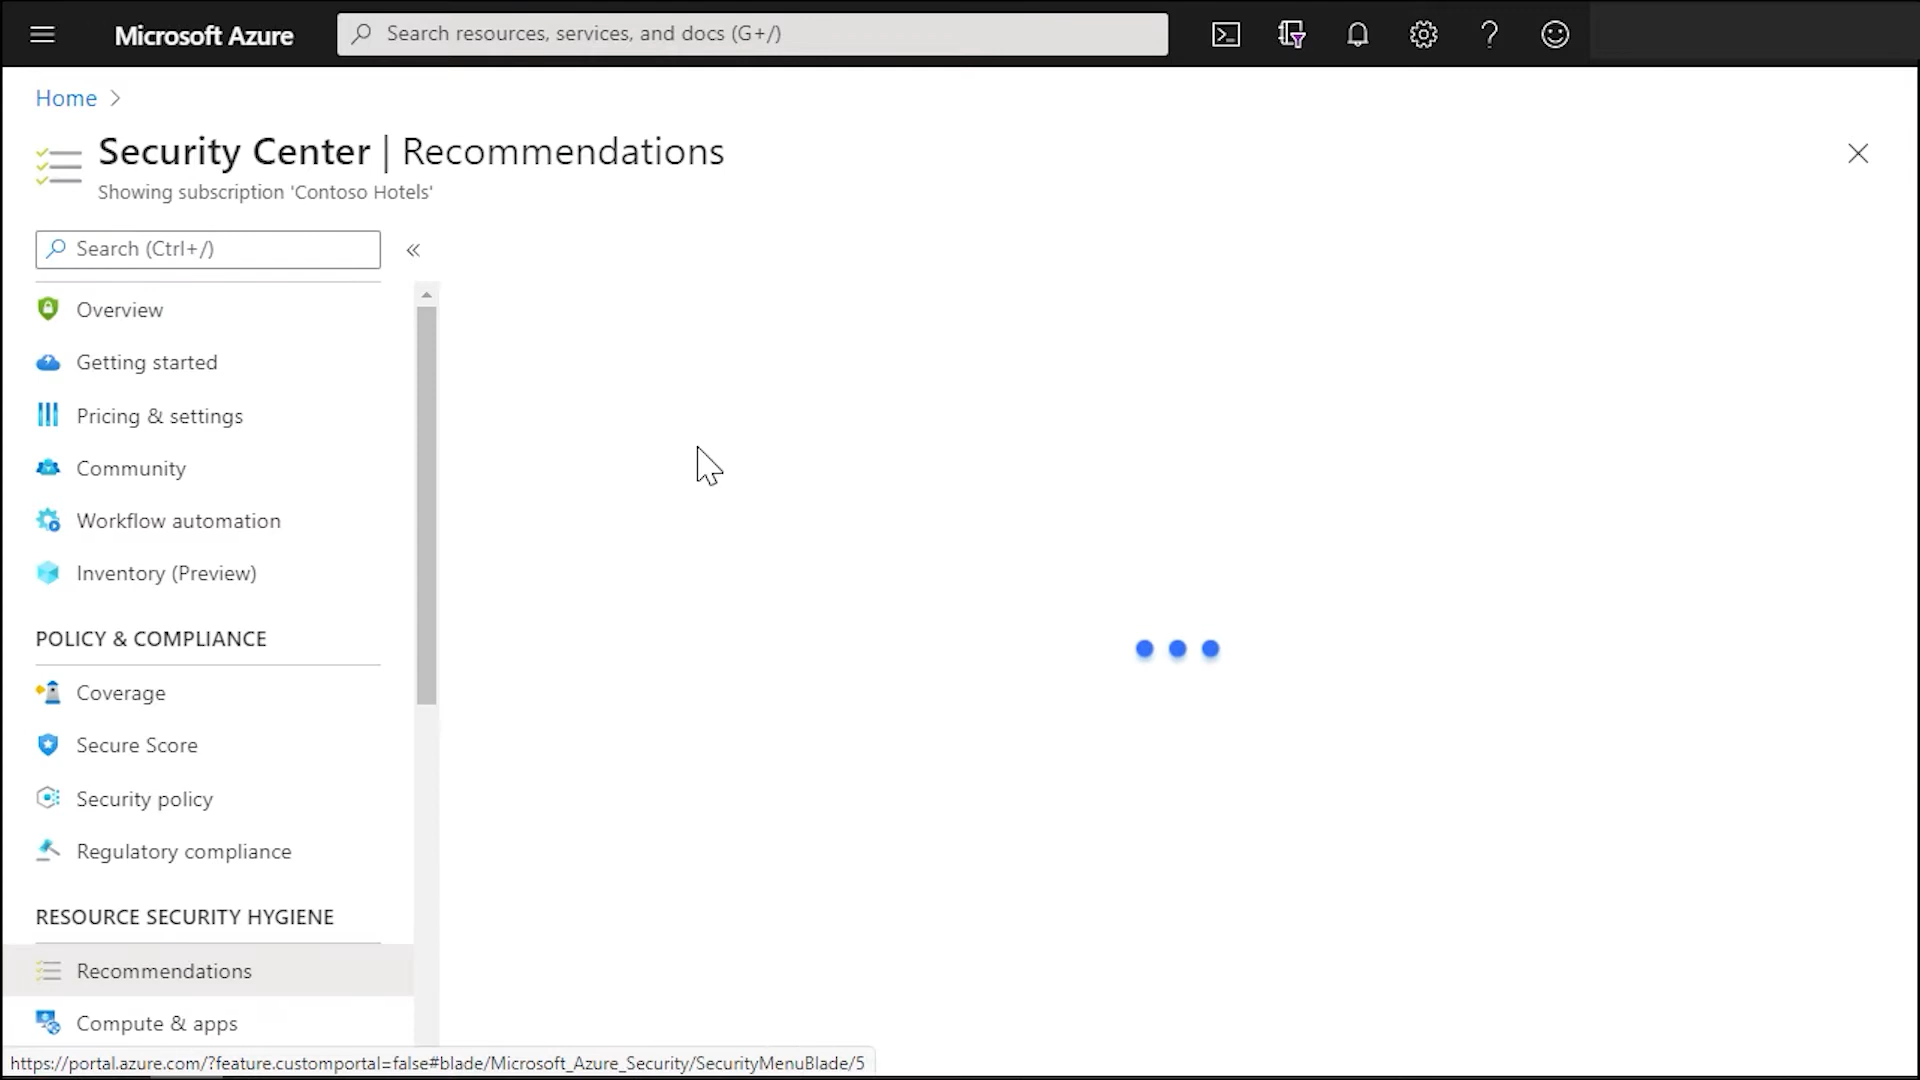 Microsoft Azure
Search resources, services, and docs (G+/)
Home
Security Center | Recommendations
Showing subscription 'Contoso Hotels'
Search (Ctrl+/)
Overview
Getting started
Pricing & settings
Community
Workflow automation
Inventory (Preview)
POLICY & COMPLIANCE
Coverage
Secure Score
Security policy
Regulatory compliance
RESOURCE SECURITY HYGIENE
Recommendations
Compute & apps
https://portal.azure.com/?feature.customportal=false#blade/Microsoft_Azure_Security/SecurityMenuBlade/5